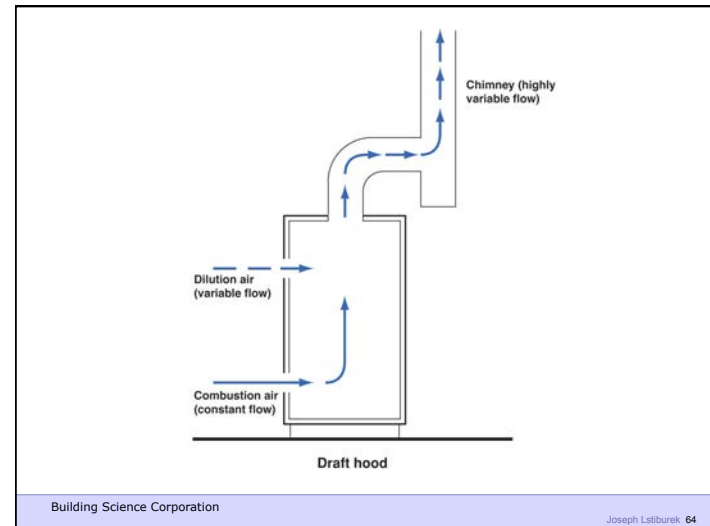 Chimney (highly
variable flow)
Dilution air
(variable flow)
Combustion air
(constant flow)
Draft hood
Building Science Corporation
Joseph Lstiburek 64